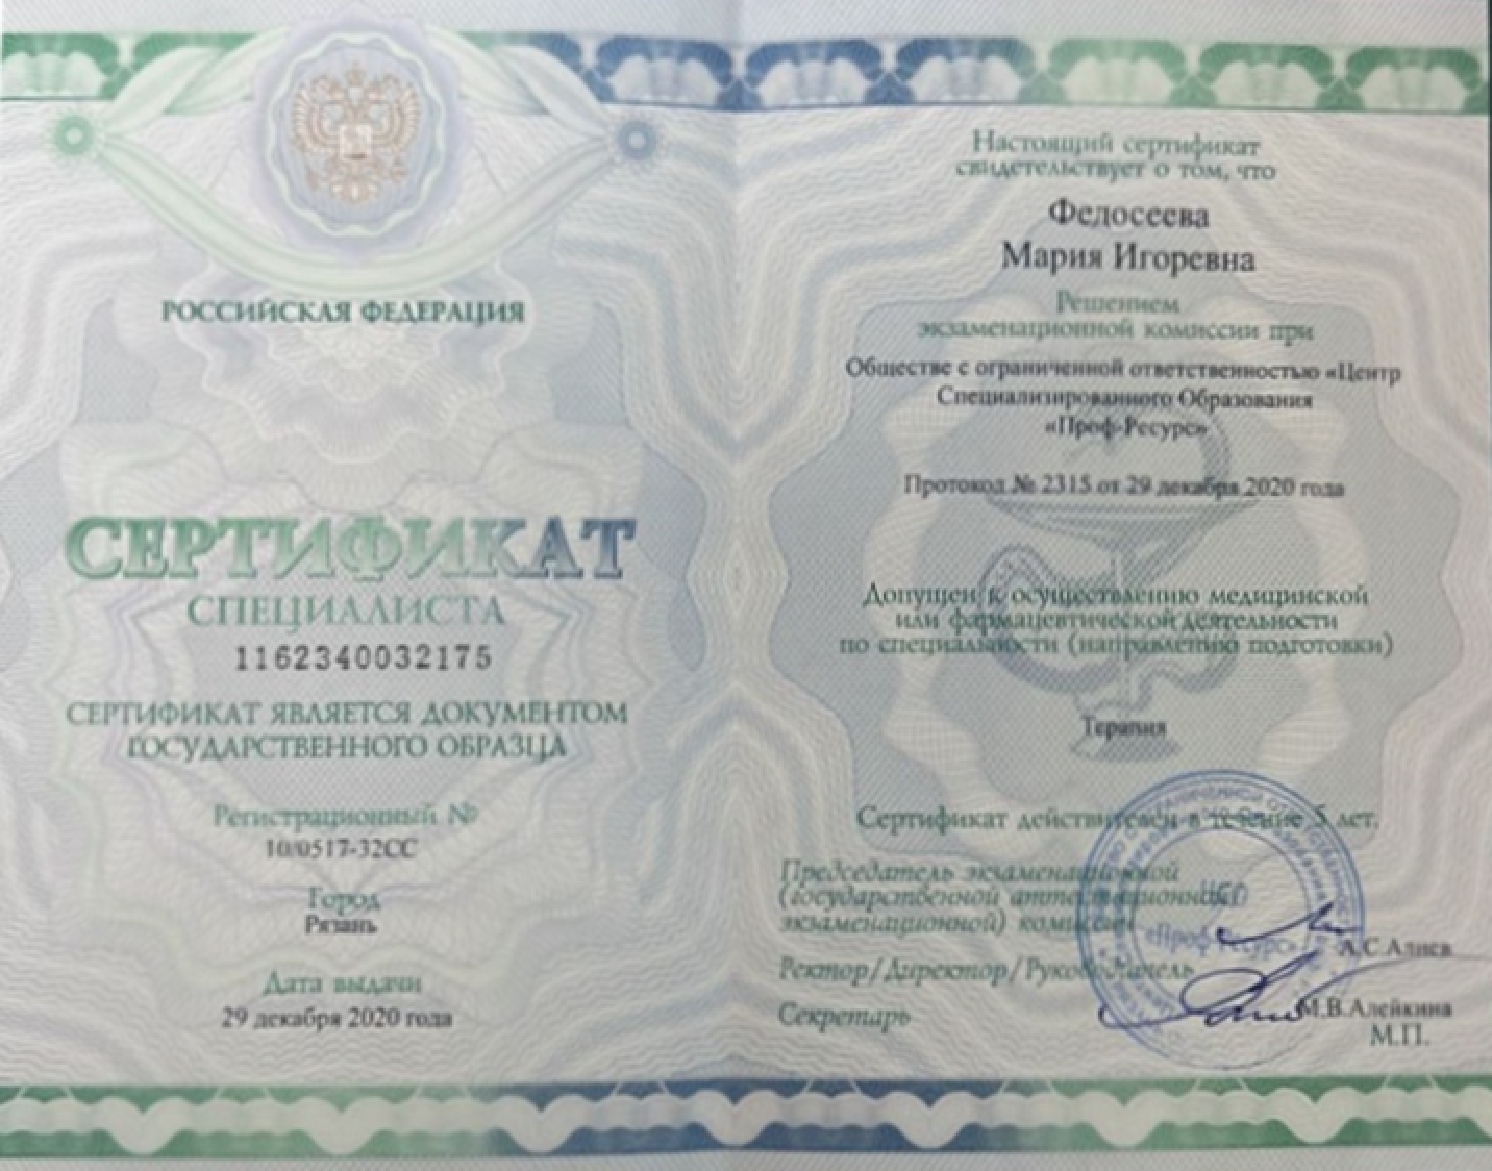 РОССИЙСКАЯ ФЕДЕРАЦИЯ
СЕРТИФИКАТ
СПЕЦИАЛИСТА
1162340032175
СЕРТИФИКАТ ЯВЛЯЕТСЯ ДОКУМЕНТОМ
ГОСУДАРСТВЕННОГО ОБРАЗЦА
Регистрационный №
10/0517-32СС
Город
Рязань
Дата выдачи
29 декабря 2020 года
Настоящий сертификат
свидетельствует о том, что
Федосеева
Мария Игоревна
Решением
экзаменационной комиссии при
Обществе с ограниченной ответственностью «Центр
Специализированного Образования
«Проф-Ресурс»
Протокол № 2315 от 29 декабря 2020 года
Допущен к осуществлению медицинской
или фармацевтической деятельности
по специальности (направлению подготовки)
Терапия
Сертификат действителен в течение 5 лет.
Председатель экзаменационной
(государственной аттестационной
экзаменационной) комиссии
А.С.Алиев
Ректор/Директор/Руководитель
Секретарь
М.В.Алейкина
М.П.
ЦСО
«Проф-Ресурс»